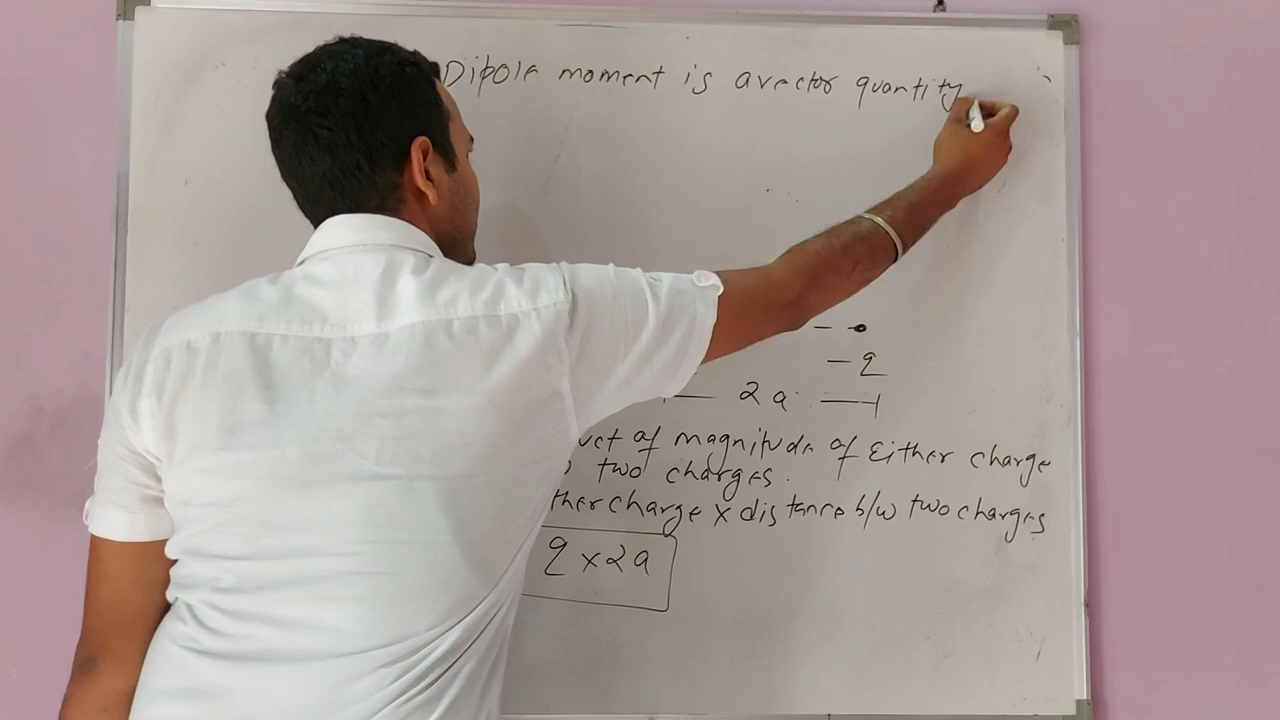 Dipole moment is a vector quantity
– q
2a
uct of magnitude of Either charge
two charges.
ther charge x distance b/w two charges
q x 2a